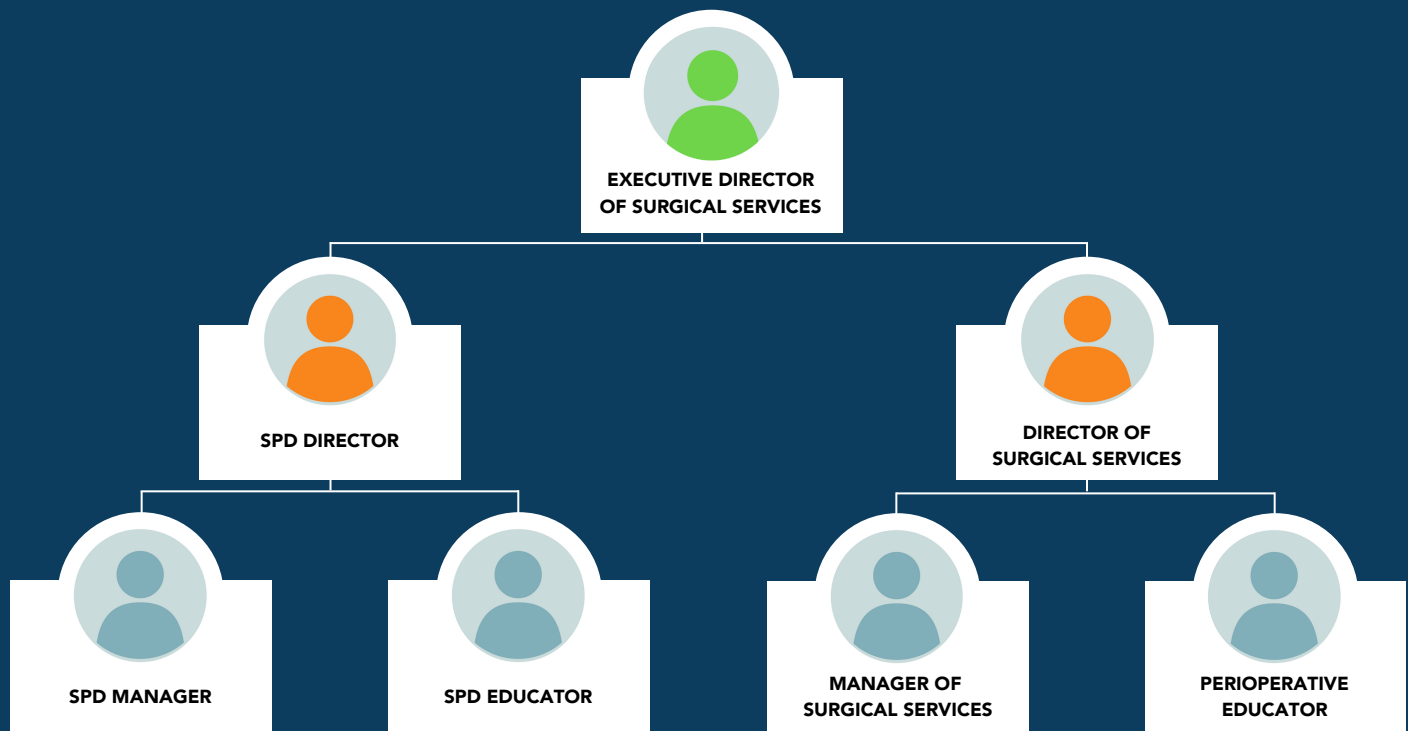 EXECUTIVE DIRECTOR
OF SURGICAL SERVICES
SPD DIRECTOR
DIRECTOR OF
SURGICAL SERVICES
SPD MANAGER
SPD EDUCATOR
MANAGER OF
SURGICAL SERVICES
PERIOPERATIVE
EDUCATOR